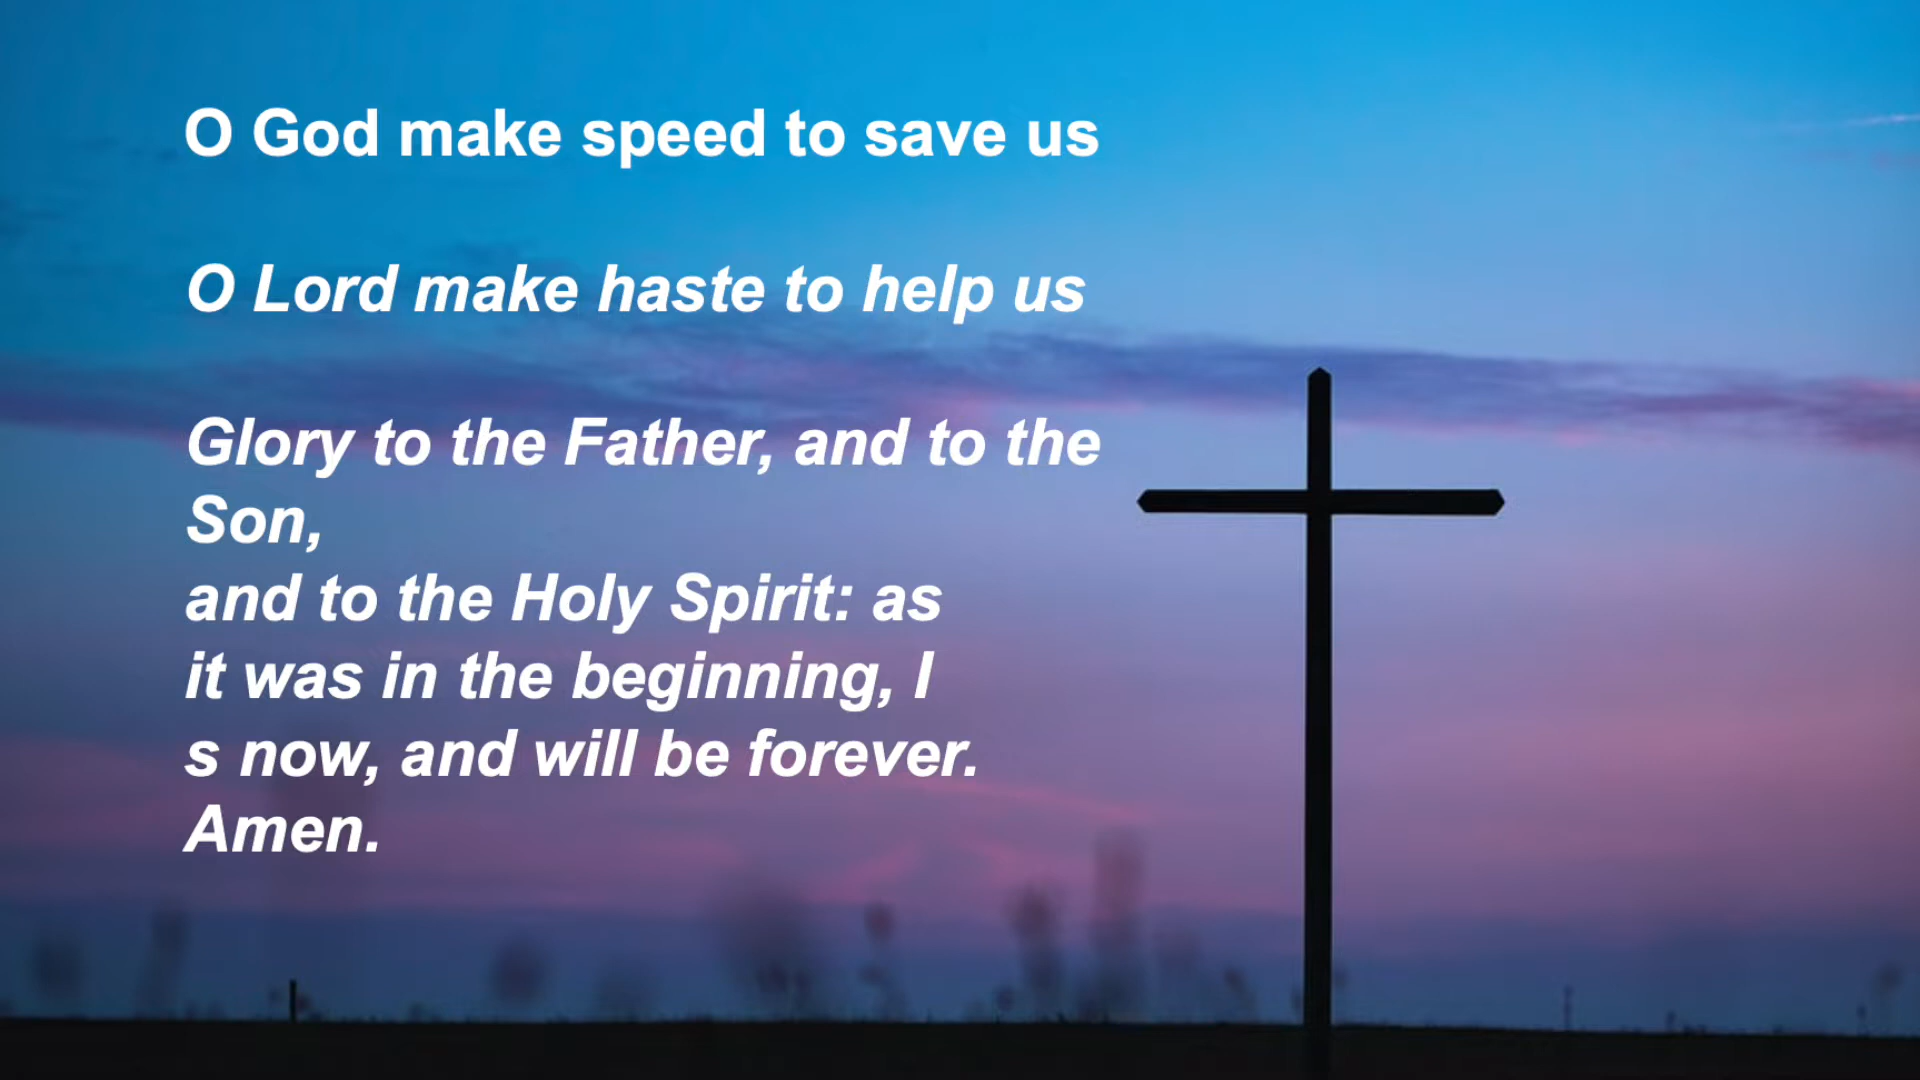 O God make speed to save us
O Lord make haste to help us
Glory to the Father, and to the
Son,
and to the Holy Spirit: as
it was in the beginning, I
s now, and will be forever.
Amen.